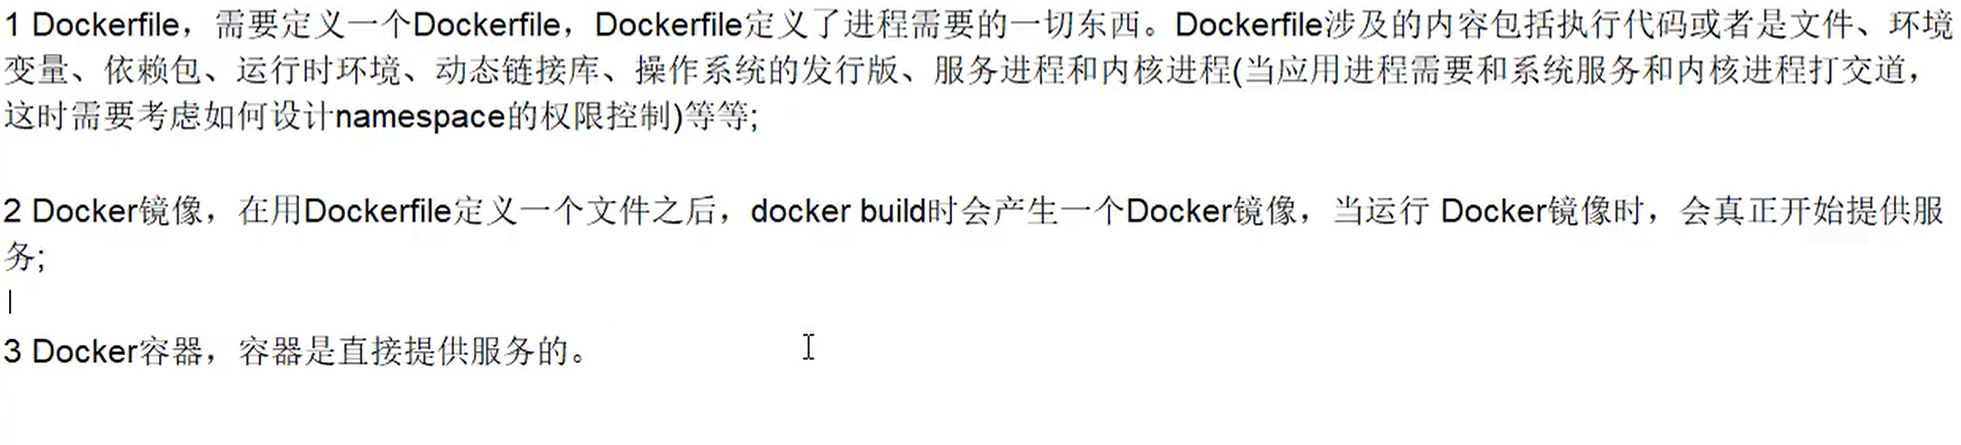 1 Dockerfile，需要定义一个Dockerfile，Dockerfile定义了进程需要的一切东西。Dockerfile涉及的内容包括执行代码或者是文件、环境
变量、依赖包、运行时环境、动态链接库、操作系统的发行版、服务进程和内核进程(当应用进程需要和系统服务和内核进程打交道，
这时需要考虑如何设计namespace的权限控制)等等;
2 Docker镜像，在用Dockerfile定义一个文件之后，docker build时会产生一个Docker镜像，当运行 Docker镜像时，会真正开始提供服
务;
3 Docker容器，容器是直接提供服务的。